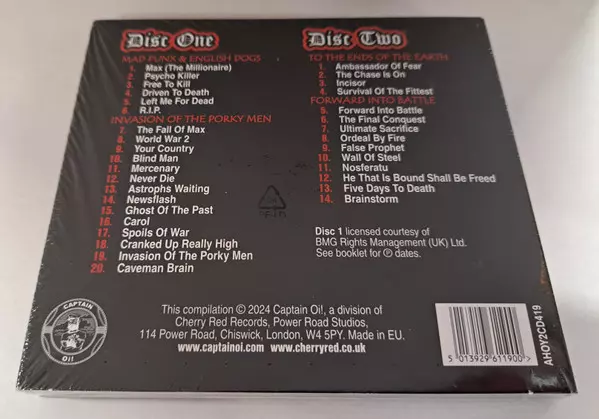 Disc One
MAD PUNX & ENGLISH DOGS
1. Max (The Millionaire)
2. Psycho Killer
3. Free To Kill
4. Driven To Death
5. Left Me For Dead
6. R.I.P.
INVASION OF THE PORKY MEN
7. The Fall Of Max
8. World War 2
9. Your Country
10. Blind Man
11. Mercenary
12. Never Die
13. Astrophs Waiting
14. Newsflash
15. Ghost Of The Past
16. Carol
17. Spoils Of War
18. Cranked Up Really High
19. Invasion Of The Porky Men
20. Caveman Brain
Disc Two
TO THE ENDS OF THE EARTH
1. Ambassador Of Fear
2. The Chase Is On
3. Incisor
4. Survival Of The Fittest
FORWARD INTO BATTLE
5. Forward Into Battle
6. The Final Conquest
7. Ultimate Sacrifice
8. Ordeal By Fire
9. False Prophet
10. Wall Of Steel
11. Nosferatu
12. He That Is Bound Shall Be Freed
13. Five Days To Death
14. Brainstorm
Disc 1 licensed courtesy of
BMG Rights Management (UK) Ltd.
See booklet for ℗ dates.
CAPTAIN
Oi!
This compilation © 2024 Captain Oi!, a division of
Cherry Red Records, Power Road Studios,
114 Power Road, Chiswick, London, W4 5PY. Made in EU.
www.captainoi.com www.cherryred.co.uk
5 013929 611900 >
AHOY2CD419